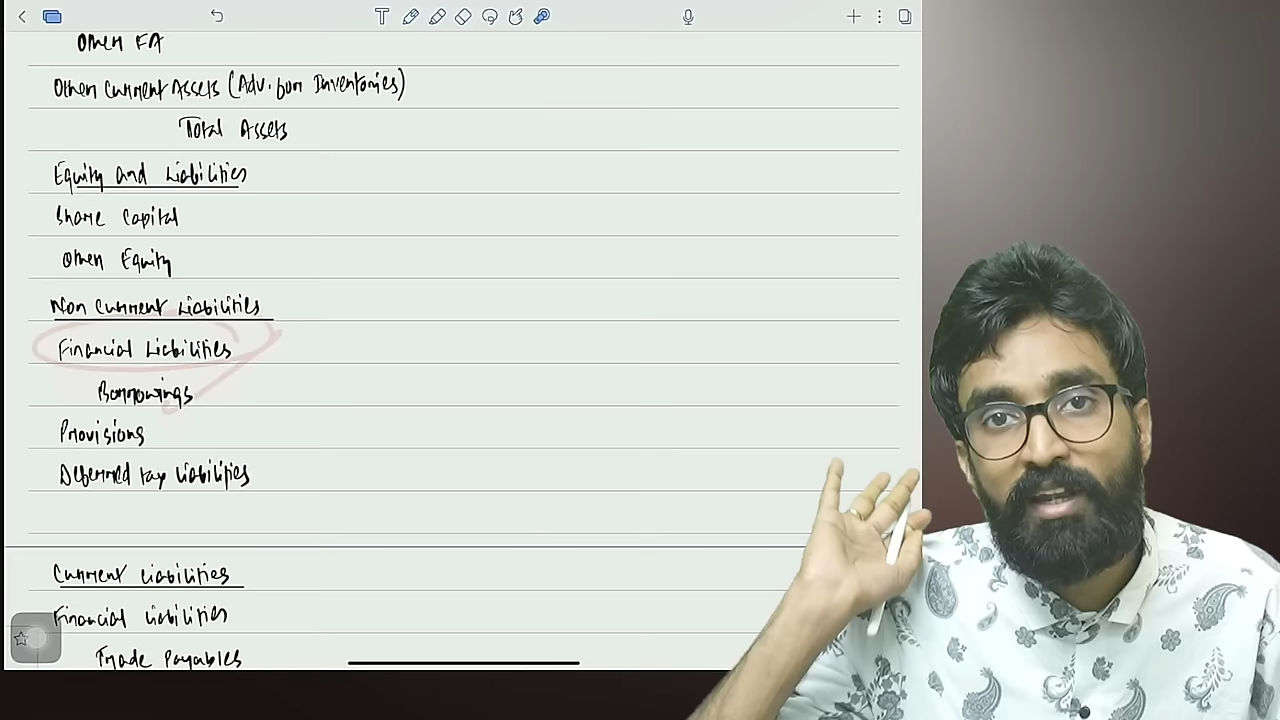 Other FA
Other Current Assets (Adv. for Inventories)
Total Assets
Equity and Liabilities
Share Capital
Other Equity
Non Current Liabilities
Financial Liabilities
Borrowings
Provisions
Deferred tax liabilities
Current liabilities
Financial liabilities
Trade payables